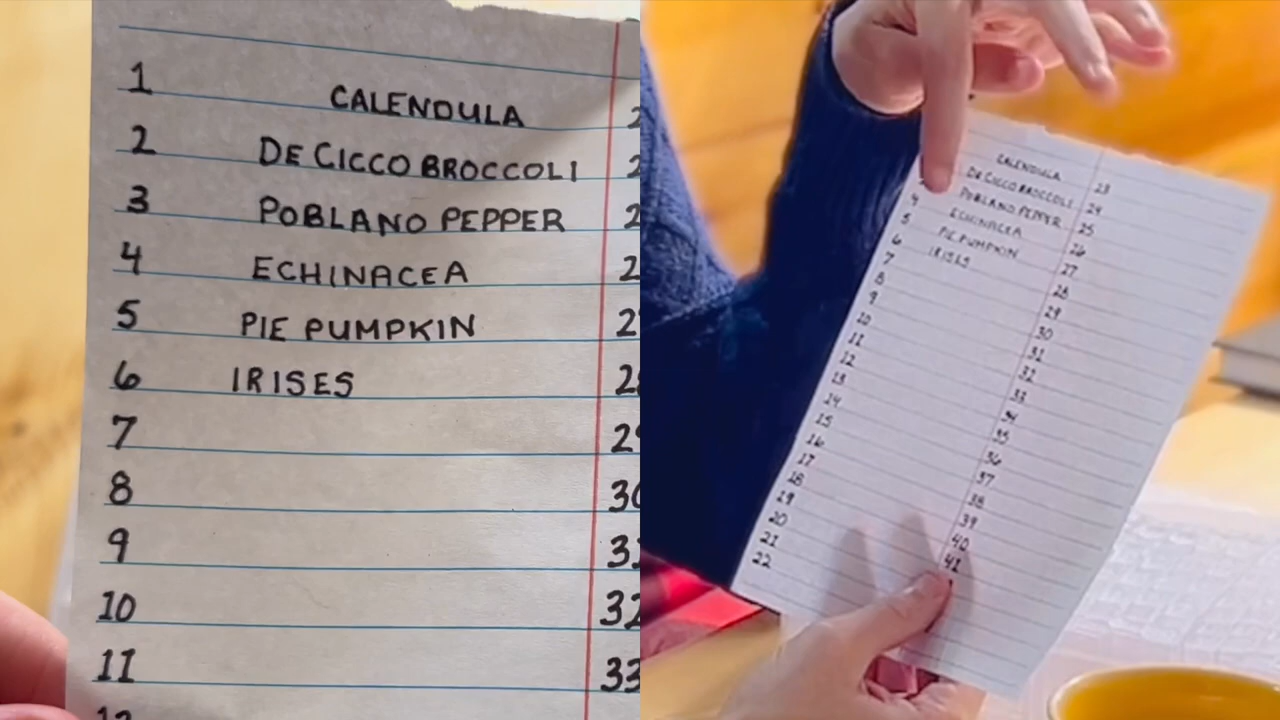 1 CALENDULA
2 DE CICCO BROCCOLI
3 POBLANO PEPPER
4 ECHINACEA
5 PIE PUMPKIN
6 IRISES
7
8 30
9
10 32
11 33
CALENDULA 23
DE CICCO BROCCOLI 24
POBLANO PEPPER 25
4 ECHINACEA 26
5 PIE PUMPKIN 27
6 IRISES 28
7 29
8 30
9 31
10 32
11 33
12 34
13 35
14 36
15 37
16 38
17 39
18 40
19 41
20
21
22